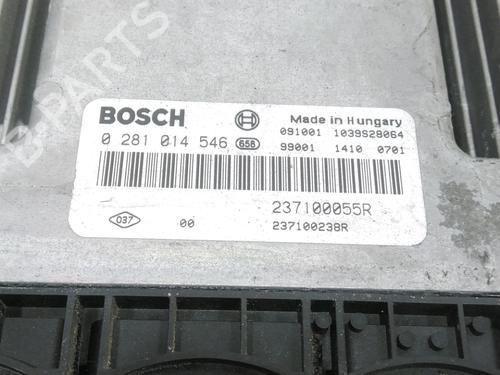 BOSCH
Made in Hungary
0 281 014 546 656
091001 1039S28064
99001 1410 0701
237100055R
037 00 237100238R
B-PARTS